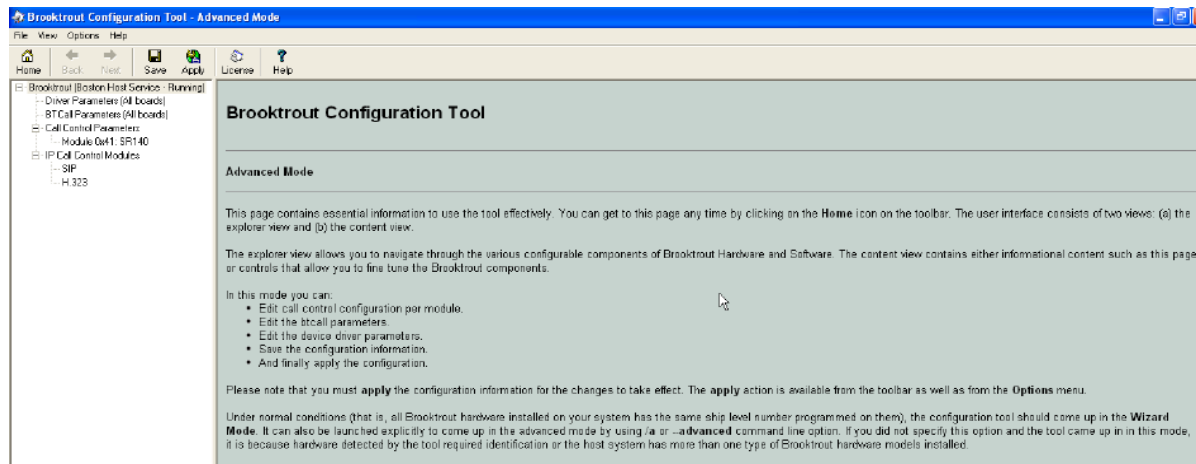 Brooktrout Configuration Tool - Advanced Mode
File View Options Help
Home Back Next Save Apply License Help
Brooktrout (Boston Host Service - Running)
Driver Parameters (All boards)
BTCall Parameters (All boards)
Call Control Parameters
Module 0x41: SR140
IP Call Control Modules
SIP
H.323
Brooktrout Configuration Tool
Advanced Mode
This page contains essential information to use the tool effectively. You can get to this page any time by clicking on the Home icon on the toolbar. The user interface consists of two views: (a) the
explorer view and (b) the content view.
The explorer view allows you to navigate through the various configurable components of Brooktrout Hardware and Software. The content view contains either informational content such as this page
or controls that allow you to fine tune the Brooktrout components.
In this mode you can:
• Edit call control configuration per module.
• Edit the btcall parameters.
• Edit the device driver parameters.
• Save the configuration information.
• And finally apply the configuration.
Please note that you must apply the configuration information for the changes to take effect. The apply action is available from the toolbar as well as from the Options menu.
Under normal conditions (that is, all Brooktrout hardware installed on your system has the same ship level number programmed on them), the configuration tool should come up in the Wizard
Mode. It can also be launched explicitly to come up in the advanced mode by using /a or --advanced command line option. If you did not specify this option and the tool came up in in this mode,
it is because hardware detected by the tool required identification or the host system has more than one type of Brooktrout hardware models installed.